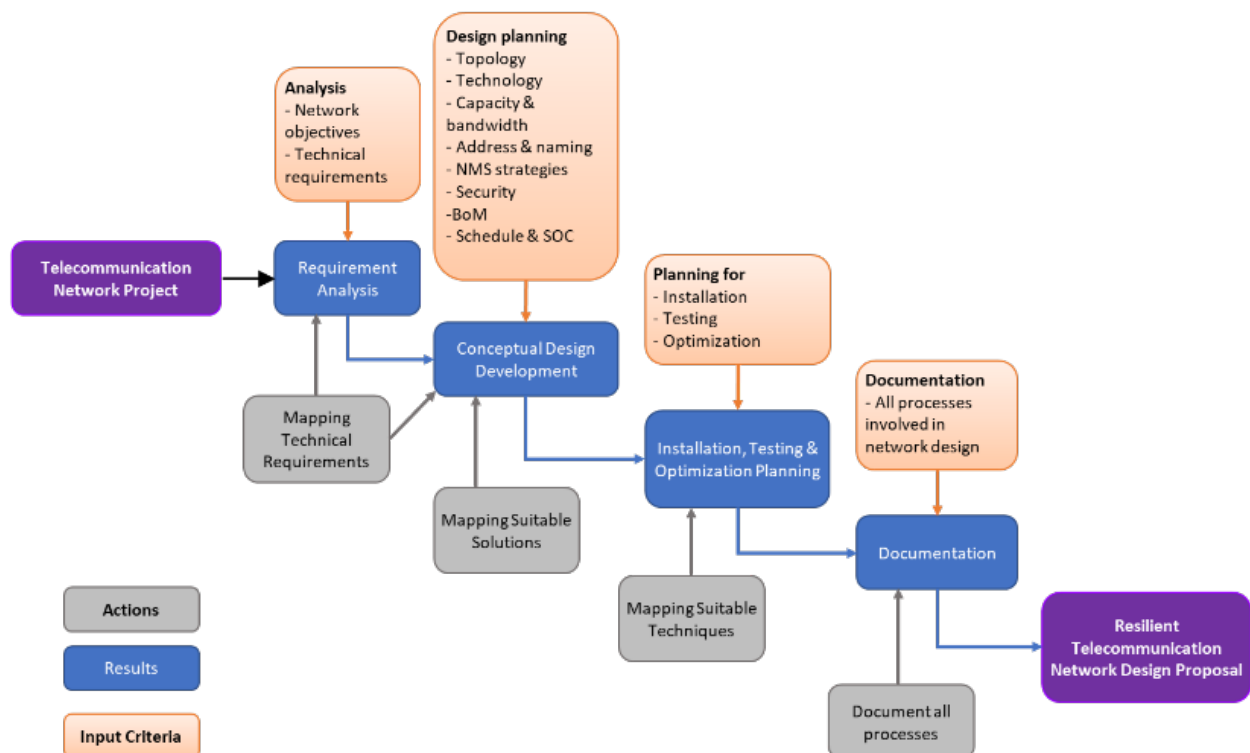 Design planning
- Topology
- Technology
- Capacity &
bandwidth
- Address & naming
- NMS strategies
- Security
-BoM
- Schedule & SOC
Analysis
- Network
objectives
- Technical
requirements
Telecommunication
Network Project
Requirement
Analysis
Planning for
- Installation
- Testing
- Optimization
Conceptual Design
Development
Mapping
Technical
Requirements
Documentation
- All processes
involved in
network design
Installation, Testing &
Optimization Planning
Mapping Suitable
Solutions
Documentation
Mapping Suitable
Techniques
Resilient
Telecommunication
Network Design Proposal
Document all
processes
Actions
Results
Input Criteria